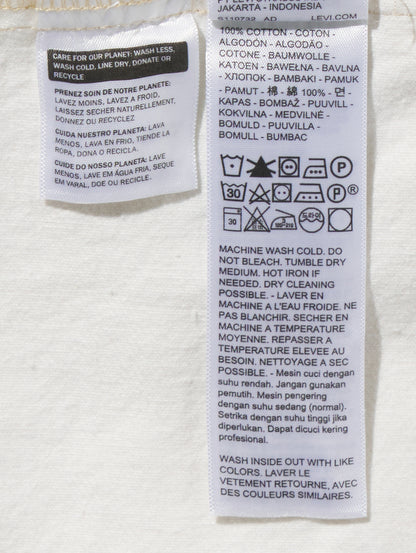 CARE FOR OUR PLANET: WASH LESS,
WASH COLD, LINE DRY, DONATE OR
RECYCLE
PRENEZ SOIN DE NOTRE PLANETE:
LAVEZ MOINS, LAVEZ A FROID,
LAISSEZ SECHER NATURELLEMENT,
DONNEZ OU RECYCLEZ
CUIDA NUESTRO PLANETA: LAVA
MENOS, LAVA EN FRÍO, TIENDE LA
ROPA, DONA O RECICLA.
CUIDE DO NOSSO PLANETA: LAVE
MENOS, LAVE EM ÁGUA FRIA, SEQUE
EM VARAL, DOE OU RECICLE.
JAKARTA - INDONESIA
AD LEVI.COM
100% COTTON - COTON -
ALGODÓN - ALGODÃO -
COTONE - BAUMWOLLE -
KATOEN - BAWEŁNA - BAVLNA
- ХЛОПОК - BAMBAKI - PAMUK
- PAMUT - 棉 - 綿 100% - 면 -
KAPAS - BOMBAŽ - PUUVILL -
KOKVILNA - MEDVILNĖ -
BOMULL - PUUVILLA -
BOMULD - BUMBAC
P
30
P
30
3
180-210
드라이
MACHINE WASH COLD. DO
NOT BLEACH. TUMBLE DRY
MEDIUM. HOT IRON IF
NEEDED. DRY CLEANING
POSSIBLE. - LAVER EN
MACHINE A L'EAU FROIDE. NE
PAS BLANCHIR. SECHER EN
MACHINE A TEMPERATURE
MOYENNE. REPASSER A
TEMPERATURE ELEVEE AU
BESOIN. NETTOYAGE A SEC
POSSIBLE. - Mesin cuci dengan
suhu rendah. Jangan gunakan
pemutih. Mesin pengering
dengan suhu sedang (normal).
Setrika dengan suhu tinggi jika
diperlukan. Dapat dicuci kering
profesional.
WASH INSIDE OUT WITH LIKE
COLORS. LAVER LE
VETEMENT RETOURNE, AVEC
DES COULEURS SIMILAIRES.